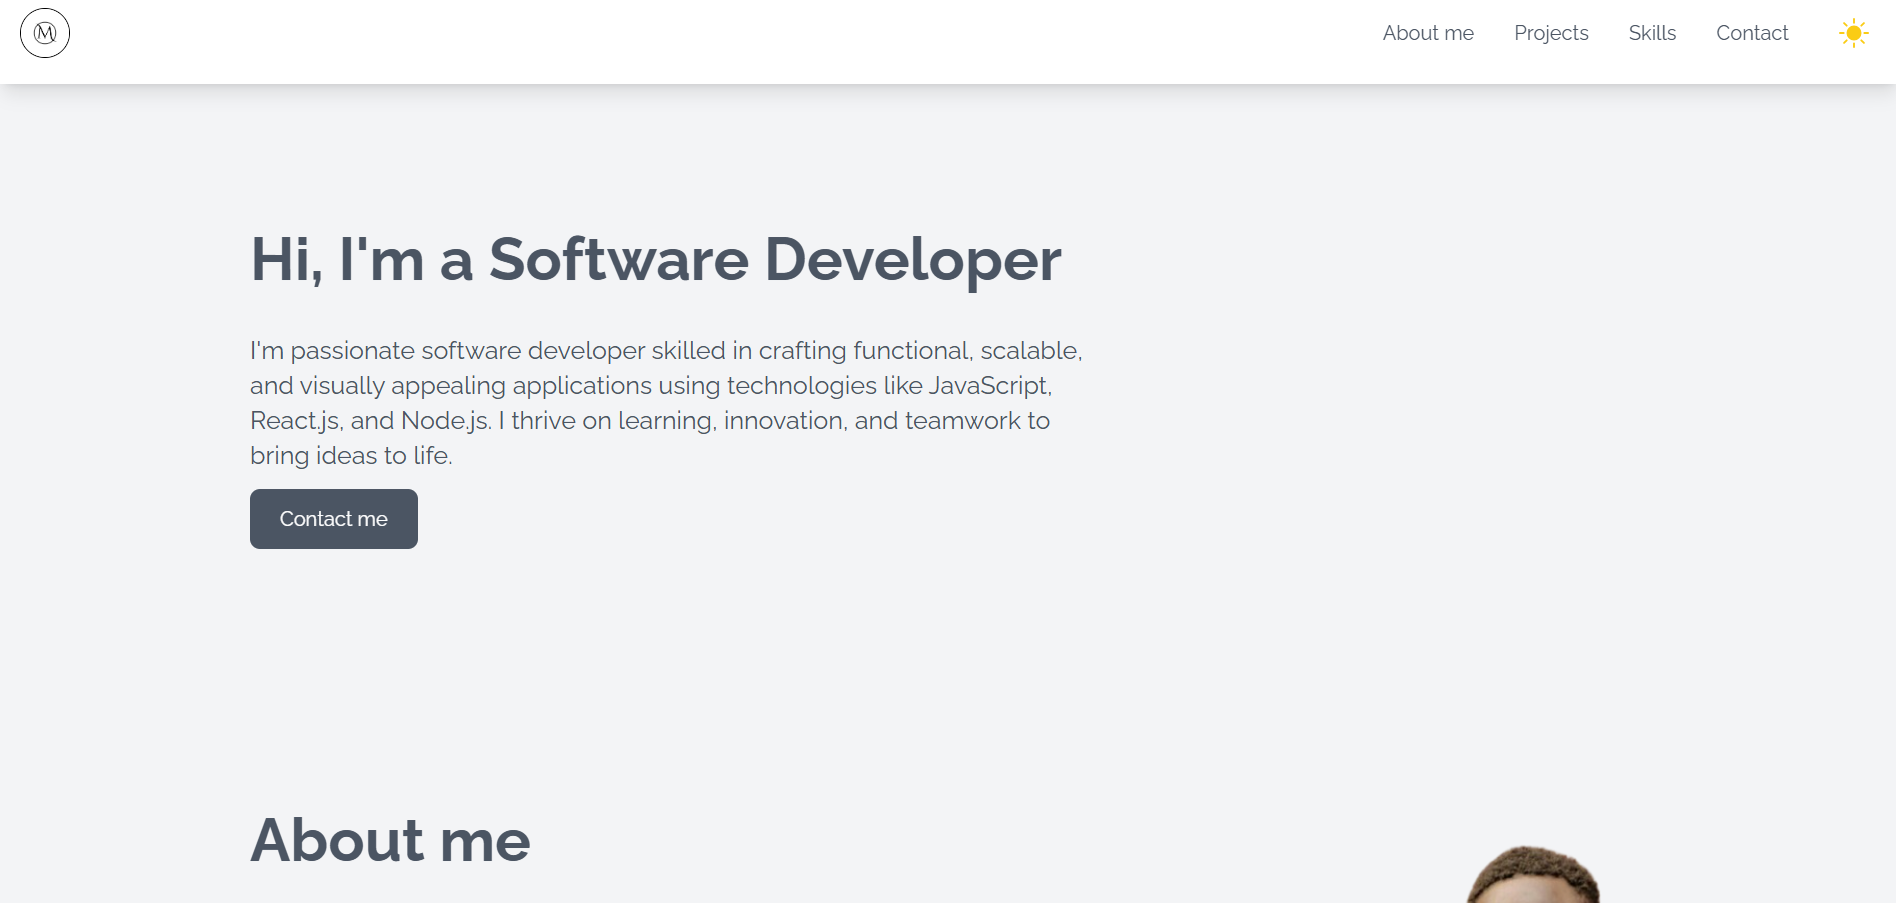 M
About me
Projects
Skills
Contact
Hi, I'm a Software Developer
I'm passionate software developer skilled in crafting functional, scalable,
and visually appealing applications using technologies like JavaScript,
React.js, and Node.js. I thrive on learning, innovation, and teamwork to
bring ideas to life.
Contact me
About me